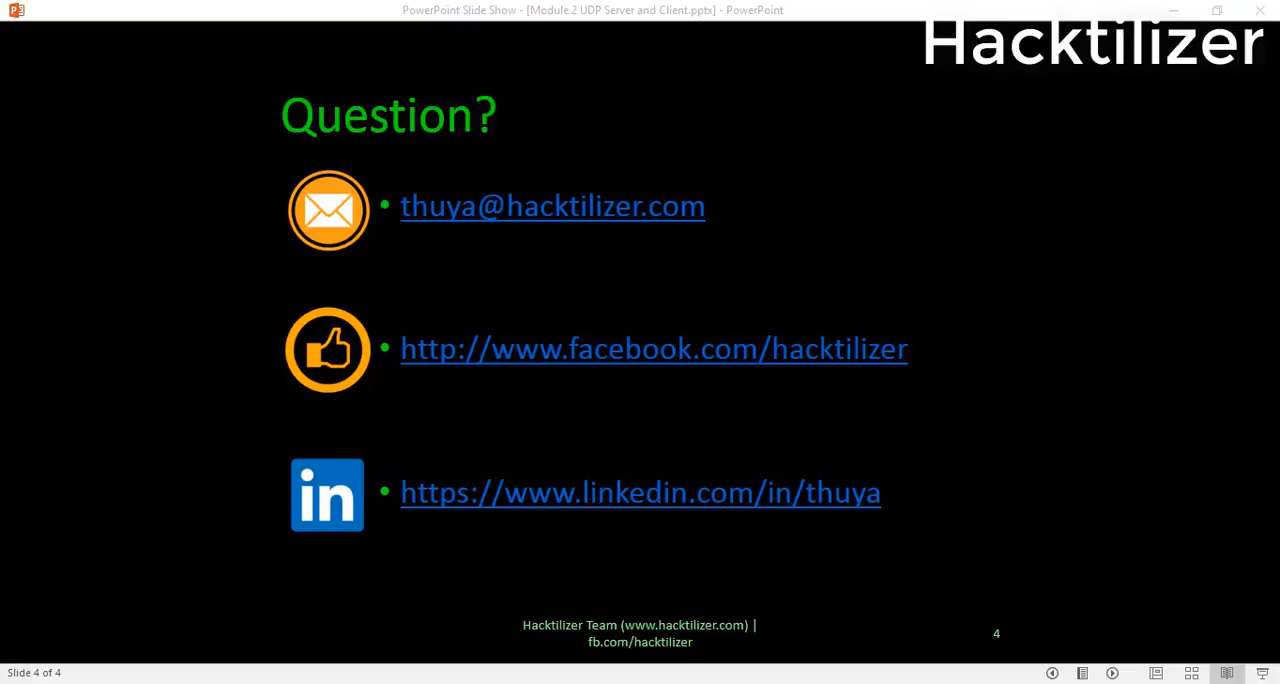 PowerPoint Slide Show - [Module 2 UDP Server and Client.pptx] - PowerPoint
Hacktilizer
Question?
• thuya@hacktilizer.com
• http://www.facebook.com/hacktilizer
in
• https://www.linkedin.com/in/thuya
Hacktilizer Team (www.hacktilizer.com) |
fb.com/hacktilizer
4
Slide 4 of 4